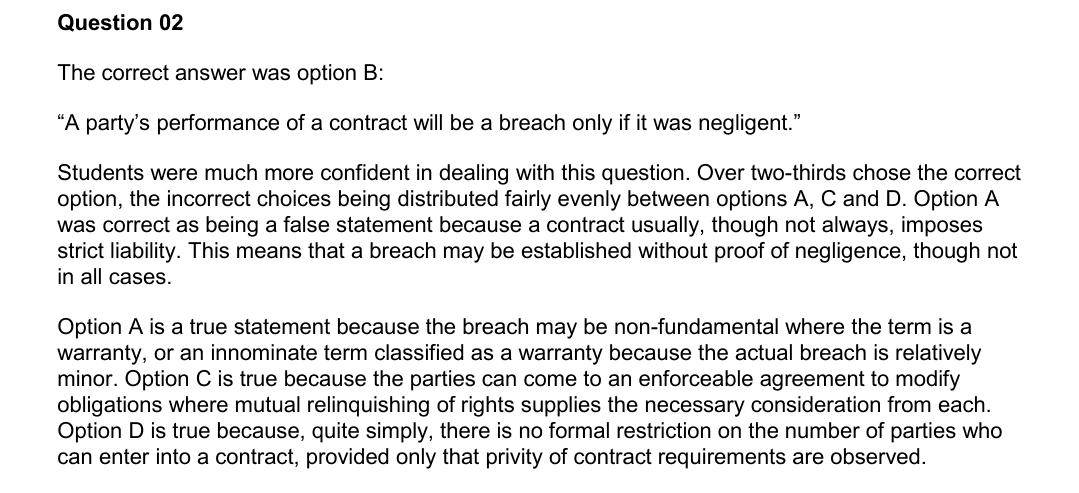 Question 02
The correct answer was option B:
“A party’s performance of a contract will be a breach only if it was negligent.”
Students were much more confident in dealing with this question. Over two-thirds chose the correct
option, the incorrect choices being distributed fairly evenly between options A, C and D. Option A
was correct as being a false statement because a contract usually, though not always, imposes
strict liability. This means that a breach may be established without proof of negligence, though not
in all cases.
Option A is a true statement because the breach may be non-fundamental where the term is a
warranty, or an innominate term classified as a warranty because the actual breach is relatively
minor. Option C is true because the parties can come to an enforceable agreement to modify
obligations where mutual relinquishing of rights supplies the necessary consideration from each.
Option D is true because, quite simply, there is no formal restriction on the number of parties who
can enter into a contract, provided only that privity of contract requirements are observed.